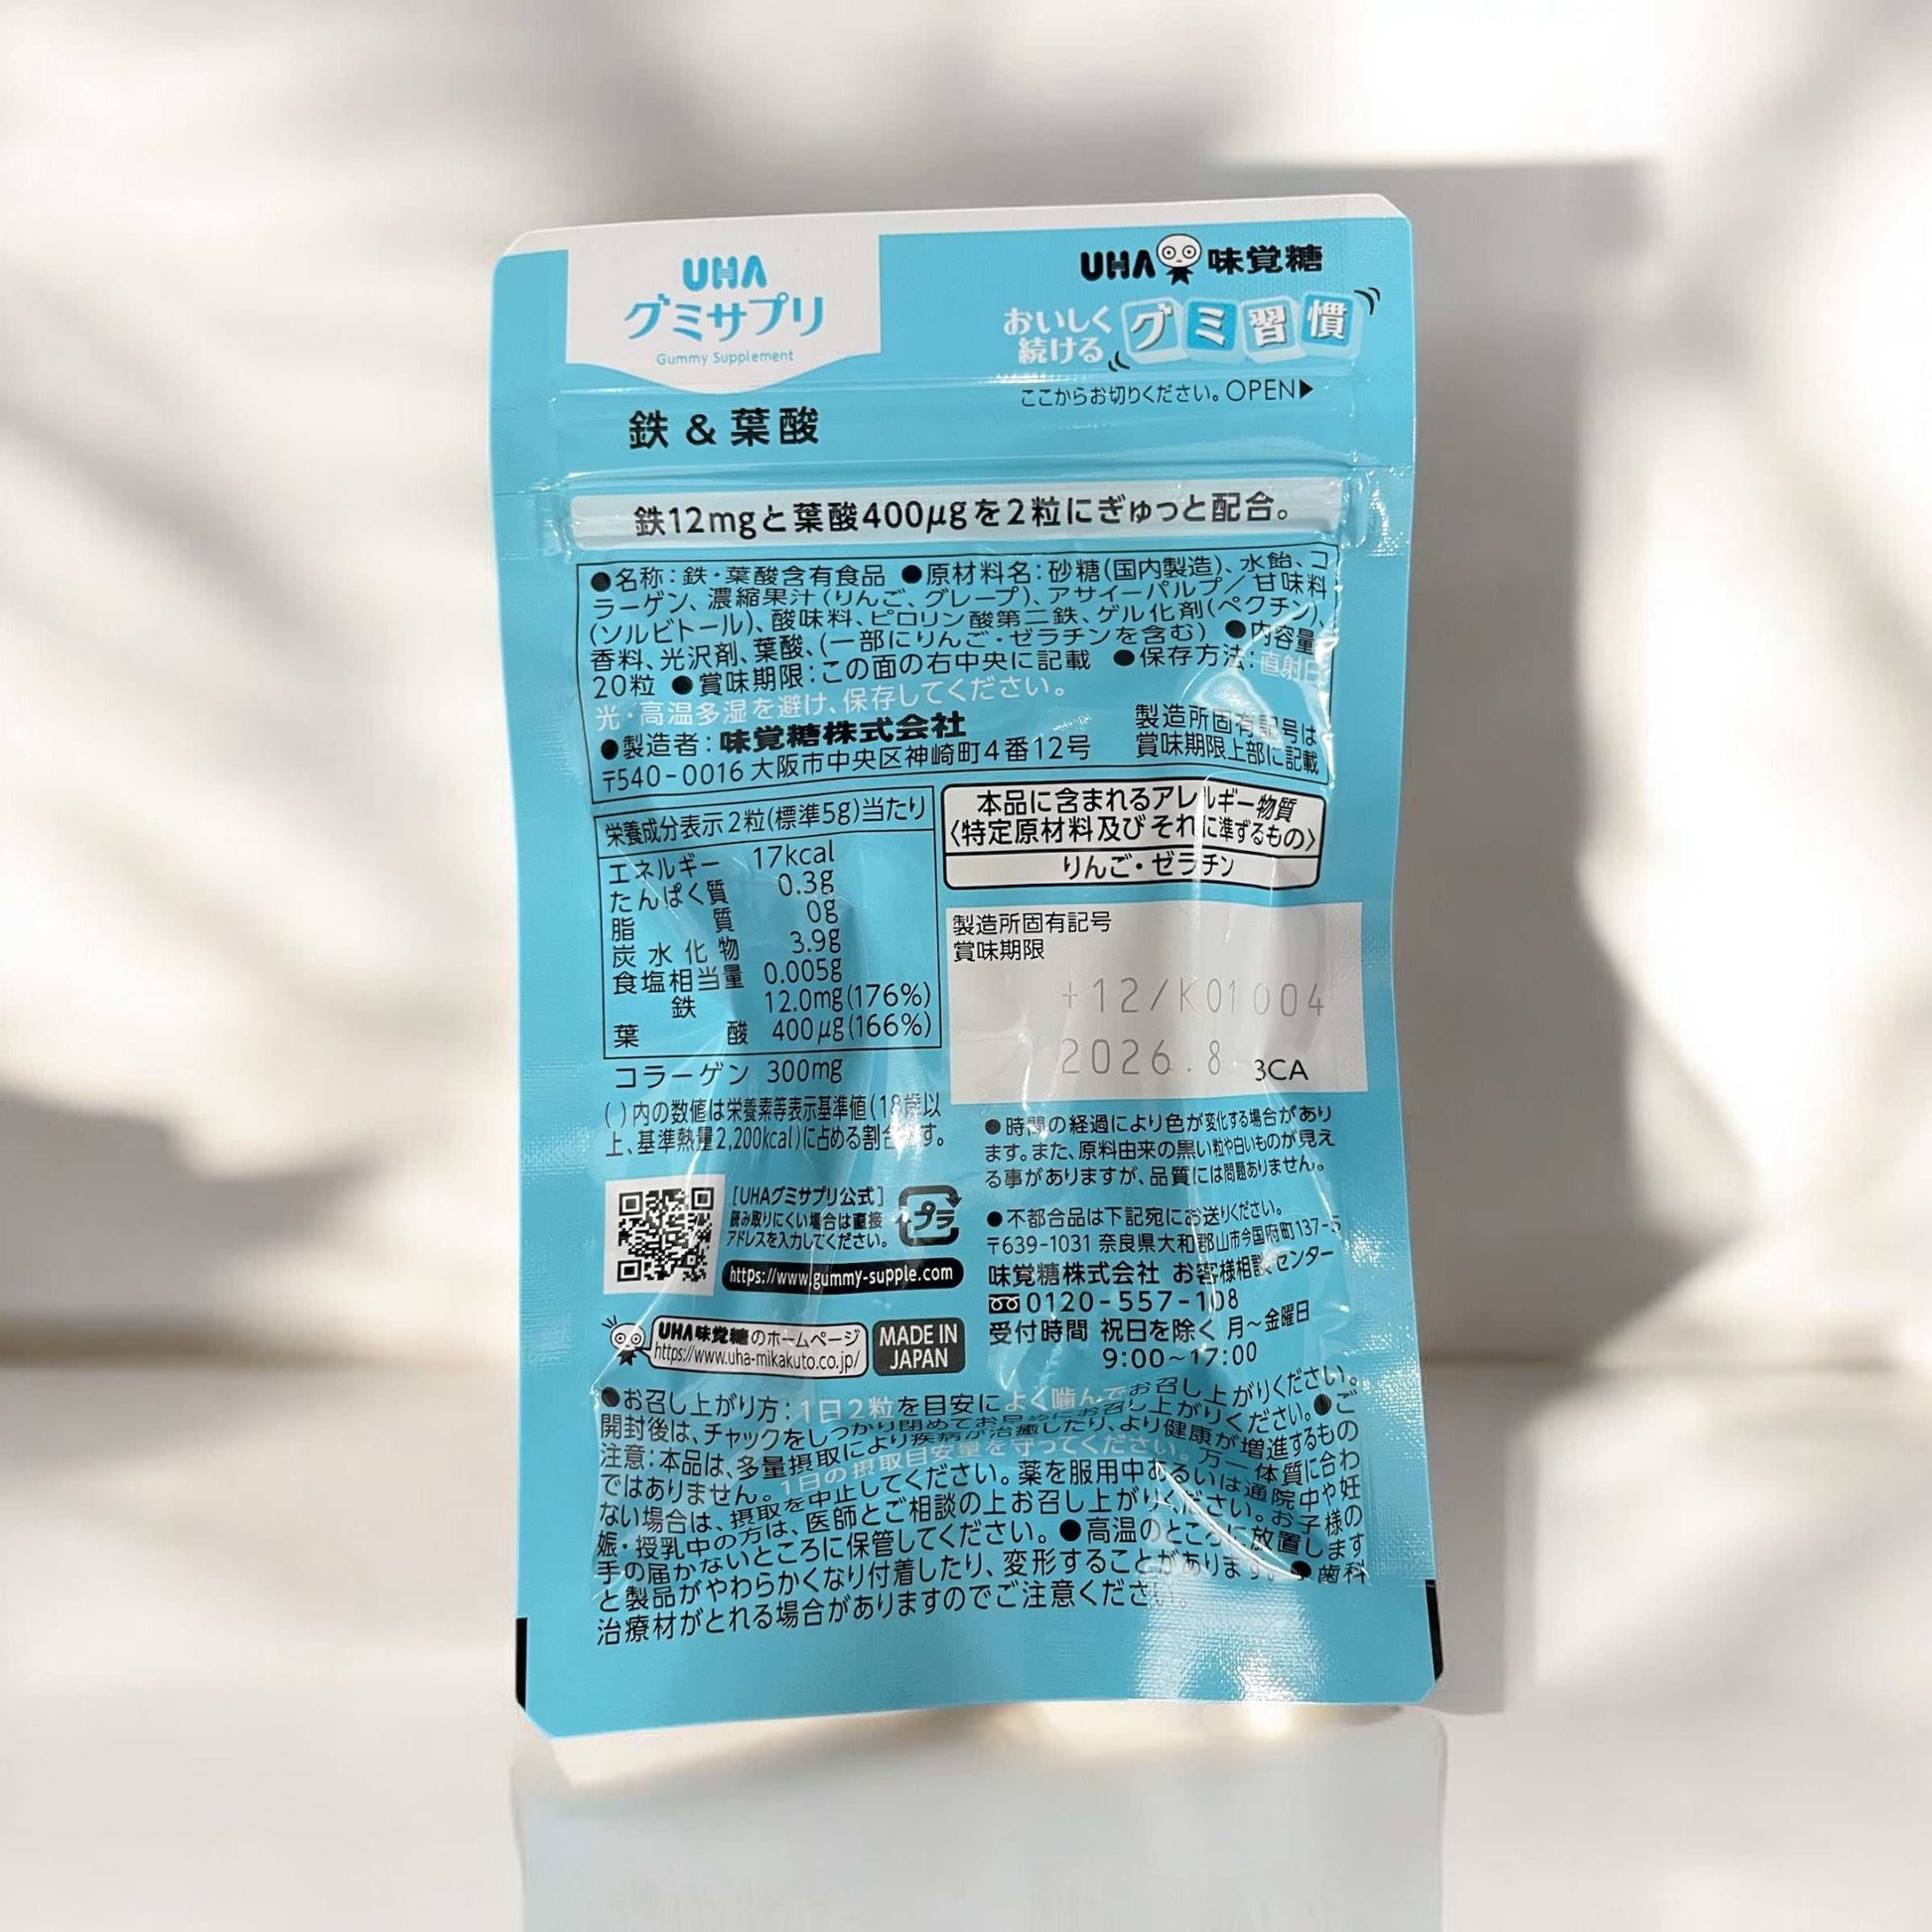 UHA
グミサプリ
Gummy Supplement
UHA 味覚糖
おいしく
続ける
グミ習慣
ここからお切りください。OPEN▶
鉄 & 葉酸
鉄12mgと葉酸400μgを2粒にぎゅっと配合。
●名称：鉄・葉酸含有食品 ●原材料名：砂糖(国内製造)、水飴、コ
ラーゲン、濃縮果汁(りんご、グレープ)、アサイーパルプ／甘味料
(ソルビトール)、酸味料、ピロリン酸第二鉄、ゲル化剤(ペクチン)、
香料、光沢剤、葉酸、(一部にりんご・ゼラチンを含む) ●内容量：
20粒 ●賞味期限：この面の右中央に記載 ●保存方法：直射日
光・高温多湿を避け、保存してください。
●製造者：味覚糖株式会社
〒540-0016 大阪市中央区神崎町4番12号
製造所固有記号は
賞味期限上部に記載
栄養成分表示 2粒(標準5g)当たり
エネルギー 17kcal
たんぱく質 0.3g
脂質 0g
炭水化物 3.9g
食塩相当量 0.005g
鉄 12.0mg(176%)
葉酸 400μg(166%)
コラーゲン 300mg
( )内の数値は栄養素等表示基準値(18歳以
上、基準熱量2,200kcal)に占める割合です。
本品に含まれるアレルギー物質
〈特定原材料及びそれに準ずるもの〉
りんご・ゼラチン
製造所固有記号
賞味期限
+12/K01004
2026.8
3CA
●時間の経過により色が変化する場合があり
ます。また、原料由来の黒い粒や白いものが見え
る事がありますが、品質には問題ありません。
[UHAグミサプリ公式]
読み取りにくい場合は直接
アドレスを入力してください。
プラ
https://www.gummy-supple.com
●不都合品は下記宛にお送りください。
〒639-1031 奈良県大和郡山市今国府町137-5
味覚糖株式会社 お客様相談センター
0120-557-108
受付時間 祝日を除く 月～金曜日
9:00～17:00
UHA味覚糖のホームページ
https://www.uha-mikakuto.co.jp/
MADE IN
JAPAN
●お召し上がり方：1日2粒を目安によく噛んでお召し上がりください。
開封後は、チャックをしっかり閉めてお早めにお召し上がりください。●ご
注意：本品は、多量摂取により疾病が治癒したり、より健康が増進するもの
ではありません。1日の摂取目安量を守ってください。万一体質に合わ
ない場合は、摂取を中止してください。薬を服用中あるいは通院中や妊
娠・授乳中の方は、医師とご相談の上お召し上がりください。お子様の
手の届かないところに保管してください。●高温のところに放置します
と製品がやわらかくなり付着したり、変形することがあります。●歯科
治療材がとれる場合がありますのでご注意ください。